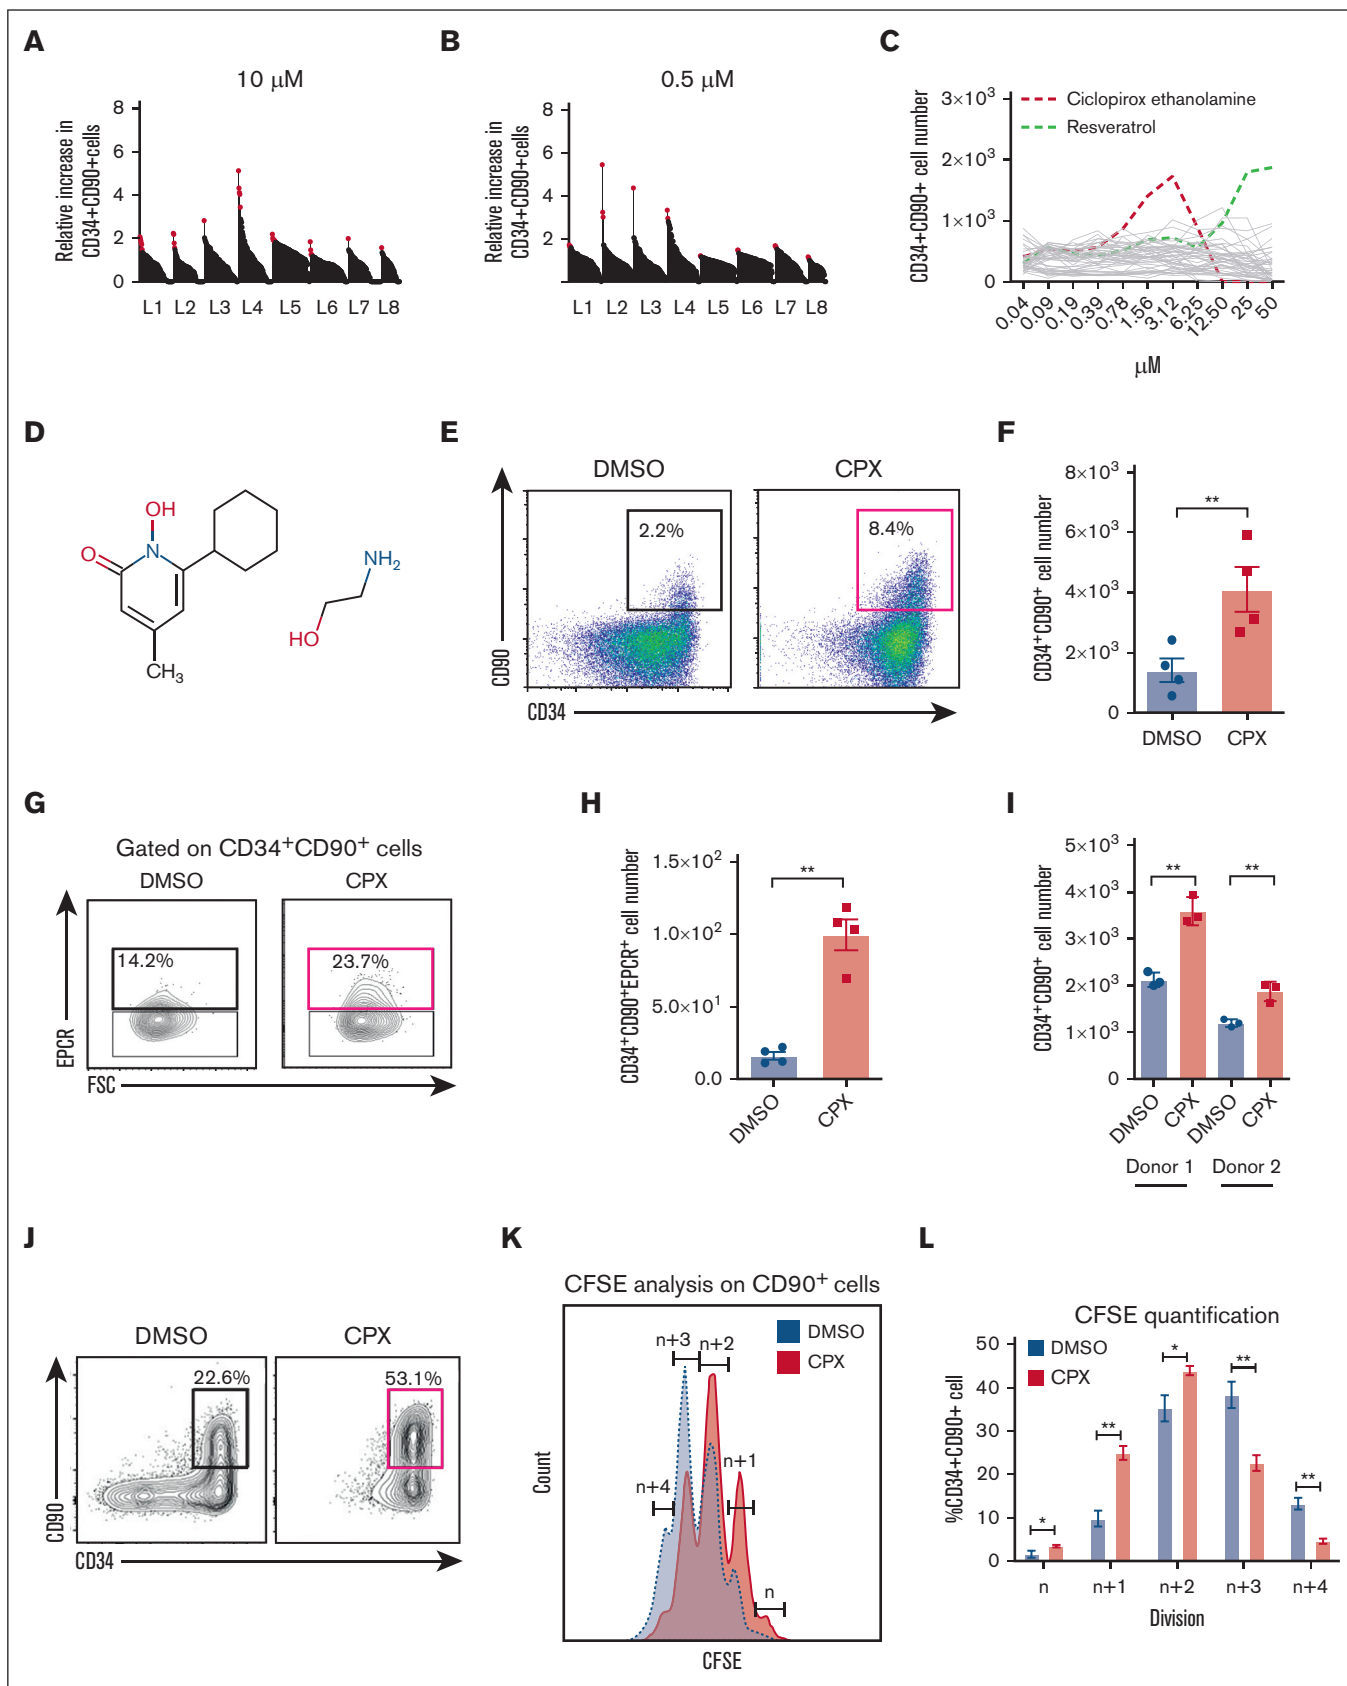 A
10 μM
Relative increase in
CD34+CD90+cells
8
6
4
2
0
L1 L2 L3 L4 L5 L6 L7 L8
B
0.5 μM
Relative increase in
CD34+CD90+cells
8
6
4
2
L1 L2 L3 L4 L5 L6 L7 L8
C
CD34+CD90+ cell number
3×10³
2×10³
1×10³
0
Ciclopirox ethanolamine
Resveratrol
0.04 0.09 0.19 0.39 0.78 1.56 3.12 6.25 12.50 25 50
μM
D
OH
O
N
CH₃
NH₂
HO
E
DMSO CPX
2.2% 8.4%
CD90
CD34
F
CD34⁺CD90⁺ cell number
8×10³
6×10³
4×10³
2×10³
0
**
DMSO CPX
G
Gated on CD34⁺CD90⁺ cells
DMSO CPX
14.2% 23.7%
EPCR
FSC
H
CD34⁺CD90⁺EPCR⁺ cell number
1.5×10²
1.0×10²
5.0×10¹
0.0
**
DMSO CPX
I
CD34⁺CD90⁺ cell number
5×10³
4×10³
3×10³
2×10³
1×10³
0
** **
DMSO CPX DMSO CPX
Donor 1 Donor 2
J
DMSO CPX
22.6% 53.1%
CD90
CD34
K
CFSE analysis on CD90⁺ cells
DMSO
CPX
n+3 n+2
n+1
n+4
n
Count
CFSE
L
CFSE quantification
DMSO
CPX
%CD34+CD90+ cell
50
40
30
20
10
0
* ** * ** **
n n+1 n+2 n+3 n+4
Division